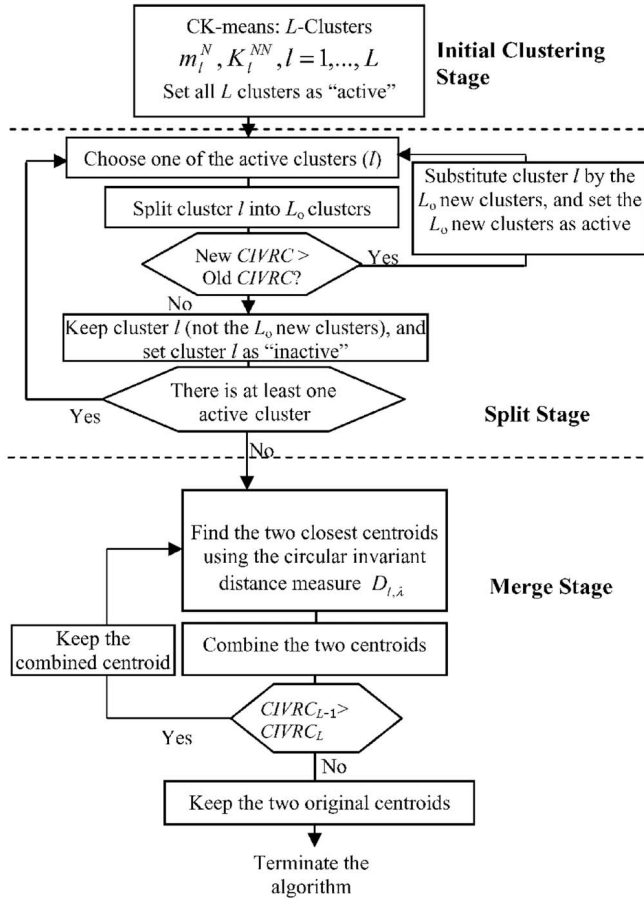 CK-means: L-Clusters
m_l^N, K_l^{NN}, l = 1,..., L
Set all L clusters as “active”
Initial Clustering
Stage
Choose one of the active clusters (l)
Split cluster l into L_o clusters
Substitute cluster l by the
L_o new clusters, and set the
L_o new clusters as active
New CIVRC >
Old CIVRC?
Yes
No
Keep cluster l (not the L_o new clusters), and
set cluster l as “inactive”
There is at least one
active cluster
Yes
Split Stage
No
Find the two closest centroids
using the circular invariant
distance measure D_{l,λ}
Merge Stage
Keep the
combined centroid
Combine the two centroids
CIVRC_{L-1}>
CIVRC_L
Yes
No
Keep the two original centroids
Terminate the
algorithm